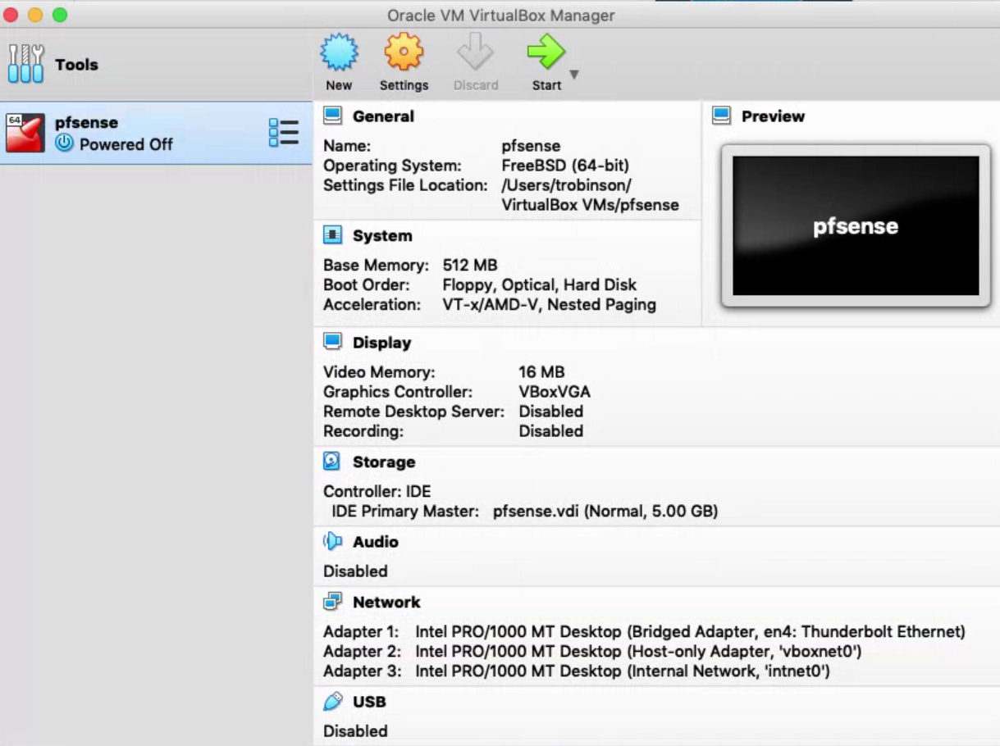 Oracle VM VirtualBox Manager
Tools
New Settings Discard Start
64
pfsense
Powered Off
General
Name: pfsense
Operating System: FreeBSD (64-bit)
Settings File Location: /Users/trobinson/
VirtualBox VMs/pfsense
Preview
pfsense
System
Base Memory: 512 MB
Boot Order: Floppy, Optical, Hard Disk
Acceleration: VT-x/AMD-V, Nested Paging
Display
Video Memory: 16 MB
Graphics Controller: VBoxVGA
Remote Desktop Server: Disabled
Recording: Disabled
Storage
Controller: IDE
IDE Primary Master: pfsense.vdi (Normal, 5.00 GB)
Audio
Disabled
Network
Adapter 1: Intel PRO/1000 MT Desktop (Bridged Adapter, en4: Thunderbolt Ethernet)
Adapter 2: Intel PRO/1000 MT Desktop (Host-only Adapter, 'vboxnet0')
Adapter 3: Intel PRO/1000 MT Desktop (Internal Network, 'intnet0')
USB
Disabled